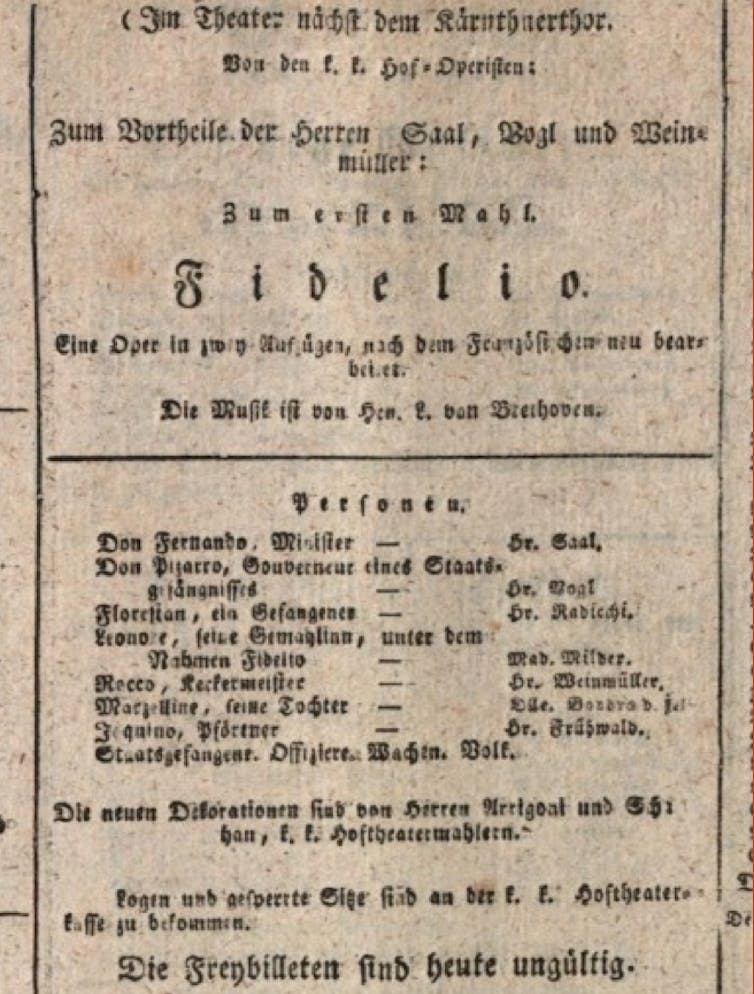 (Im Theater nächst dem Kärnthnerthor.
Von den k. k. Hof-Operisten:
Zum Vortheile der Herren Saal, Vogl und Wein-
müller:
Zum ersten Mahl.
Fidelio.
Eine Oper in zwey Aufzügen, nach dem Französischen neu bear-
beitet.
Die Musik ist von Hrn. L. van Beethoven.
Personen.
Don Fernando, Minister — Hr. Saal.
Don Pizarro, Gouverneur eines Staats-
gefängnisses — Hr. Vogl
Florestan, ein Gefangener — Hr. Radichi.
Leonore, seine Gemahlinn, unter dem
Nahmen Fidelio — Mad. Milder.
Rocco, Kerkermeister — Hr. Weinmüller.
Marzelline, seine Tochter — Dlle.
Jaquino, Pförtner — Hr. Frühwald.
Staatsgefangene. Offiziere. Wachen. Volk.
Die neuen Dekorationen sind von Herren Arrigoni und
han, k. k. Hoftheatermahlern.
Logen und gesperrte Sitze sind an der k. k. Hoftheater-
kasse zu bekommen.
Die Freybilleten sind heute ungültig.